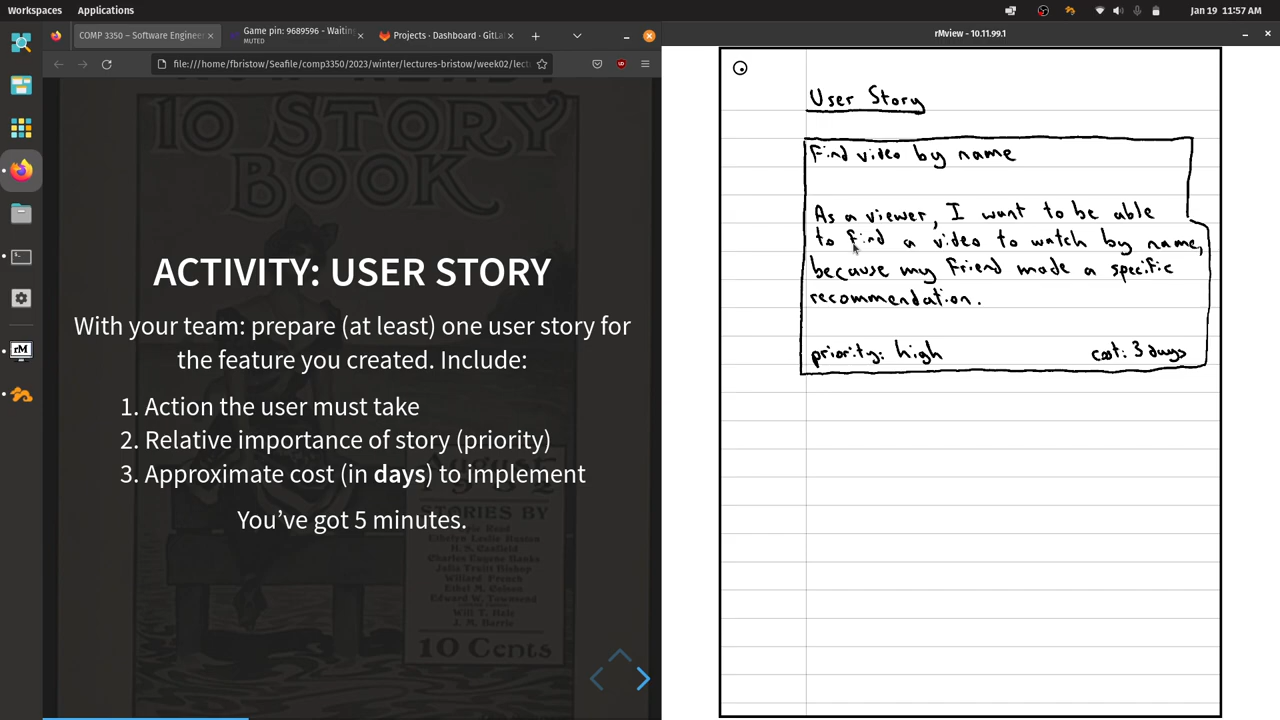 Workspaces Applications Jan 19 11:57 AM
COMP 3350 – Software Enginee
Game pin: 9689596 - Waitin
MUTED
Projects · Dashboard · GitLab
file:///home/fbristow/Seafile/comp3350/2023/winter/lectures-bristow/week02/lect
10 STORY
BOOK
ACTIVITY: USER STORY
With your team: prepare (at least) one user story for
the feature you created. Include:
1. Action the user must take
2. Relative importance of story (priority)
3. Approximate cost (in days) to implement
You've got 5 minutes.
STORIES BY
10 Cents
rM
rMview - 10.11.99.1
User Story
Find video by name
As a viewer, I want to be able
to find a video to watch by name,
because my friend made a specific
recommendation.
priority: high cost: 3 days